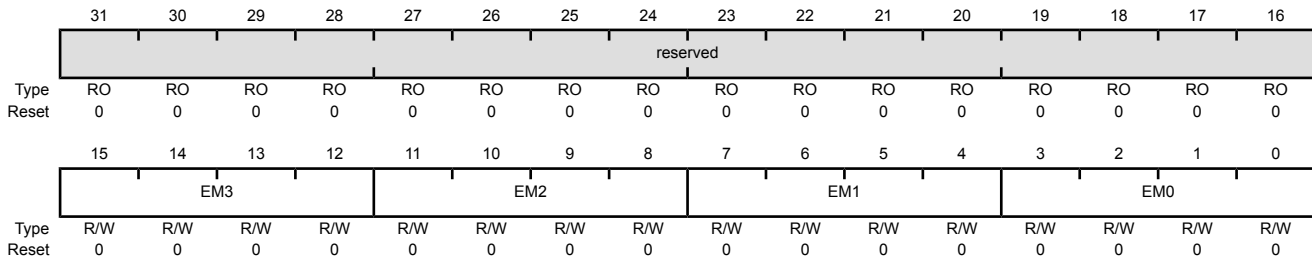 31 30 29 28 27 26 25 24 23 22 21 20 19 18 17 16
reserved
Type RO RO RO RO RO RO RO RO RO RO RO RO RO RO RO RO
Reset 0 0 0 0 0 0 0 0 0 0 0 0 0 0 0 0
15 14 13 12 11 10 9 8 7 6 5 4 3 2 1 0
EM3 EM2 EM1 EM0
Type R/W R/W R/W R/W R/W R/W R/W R/W R/W R/W R/W R/W R/W R/W R/W R/W
Reset 0 0 0 0 0 0 0 0 0 0 0 0 0 0 0 0